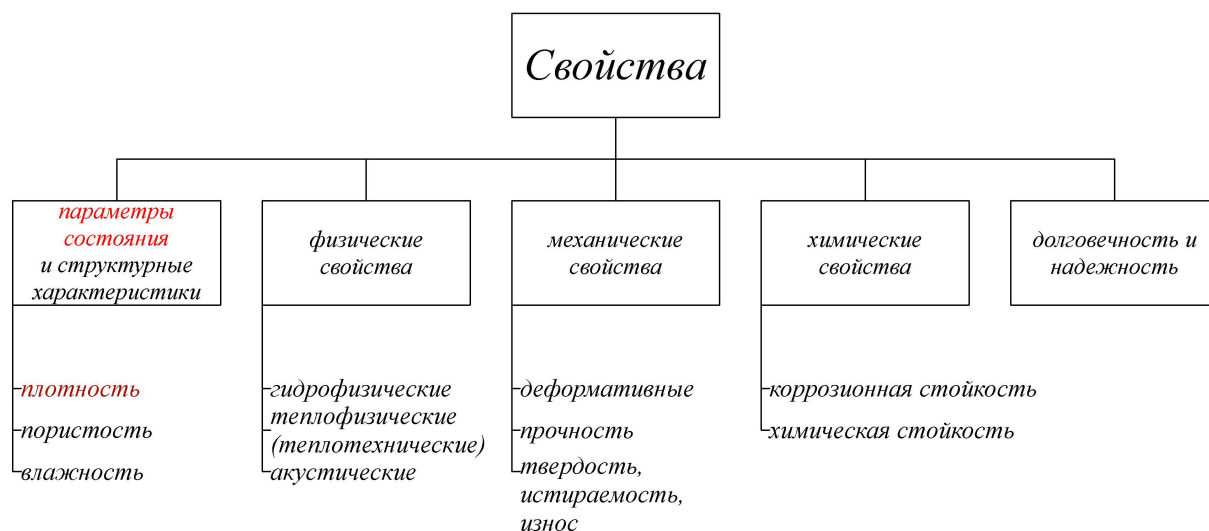 Свойства
параметры
состояния
и структурные
характеристики
физические
свойства
механические
свойства
химические
свойства
долговечность и
надежность
плотность
пористость
влажность
гидрофизические
теплофизические
(теплотехнические)
акустические
деформативные
прочность
твердость,
истираемость,
износ
коррозионная стойкость
химическая стойкость